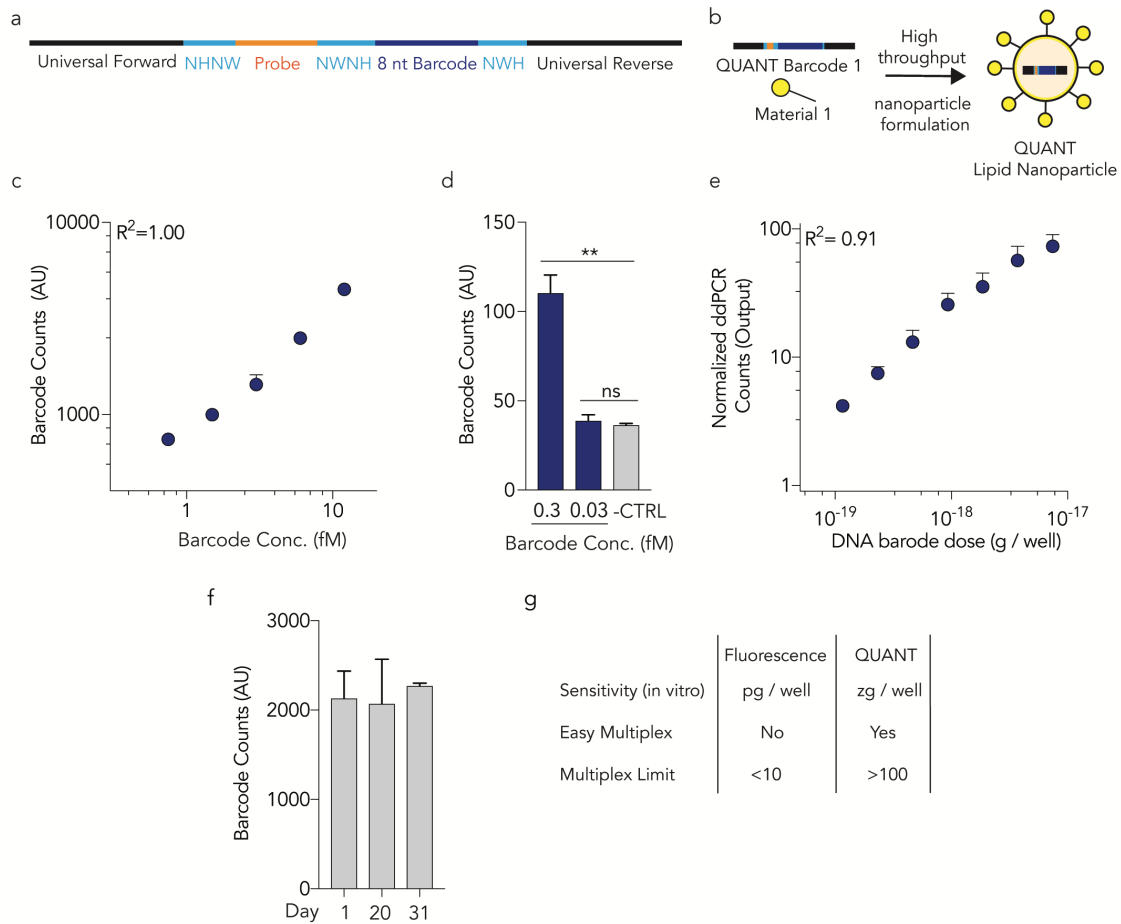 a
Universal Forward NHNW Probe NWNH 8 nt Barcode NWH Universal Reverse
b
QUANT Barcode 1
Material 1
High
throughput
nanoparticle
formulation
QUANT
Lipid Nanoparticle
c
R²=1.00
10000
1000
Barcode Counts (AU)
1 10
Barcode Conc. (fM)
d
150
100
50
0
Barcode Counts (AU)
**
ns
0.3 0.03 -CTRL
Barcode Conc. (fM)
e
R²= 0.91
100
10
1
Normalized ddPCR
Counts (Output)
10⁻¹⁹ 10⁻¹⁸ 10⁻¹⁷
DNA barode dose (g / well)
f
3000
2000
1000
0
Barcode Counts (AU)
Day 1 20 31
g
Fluorescence QUANT
Sensitivity (in vitro) pg / well zg / well
Easy Multiplex No Yes
Multiplex Limit <10 >100